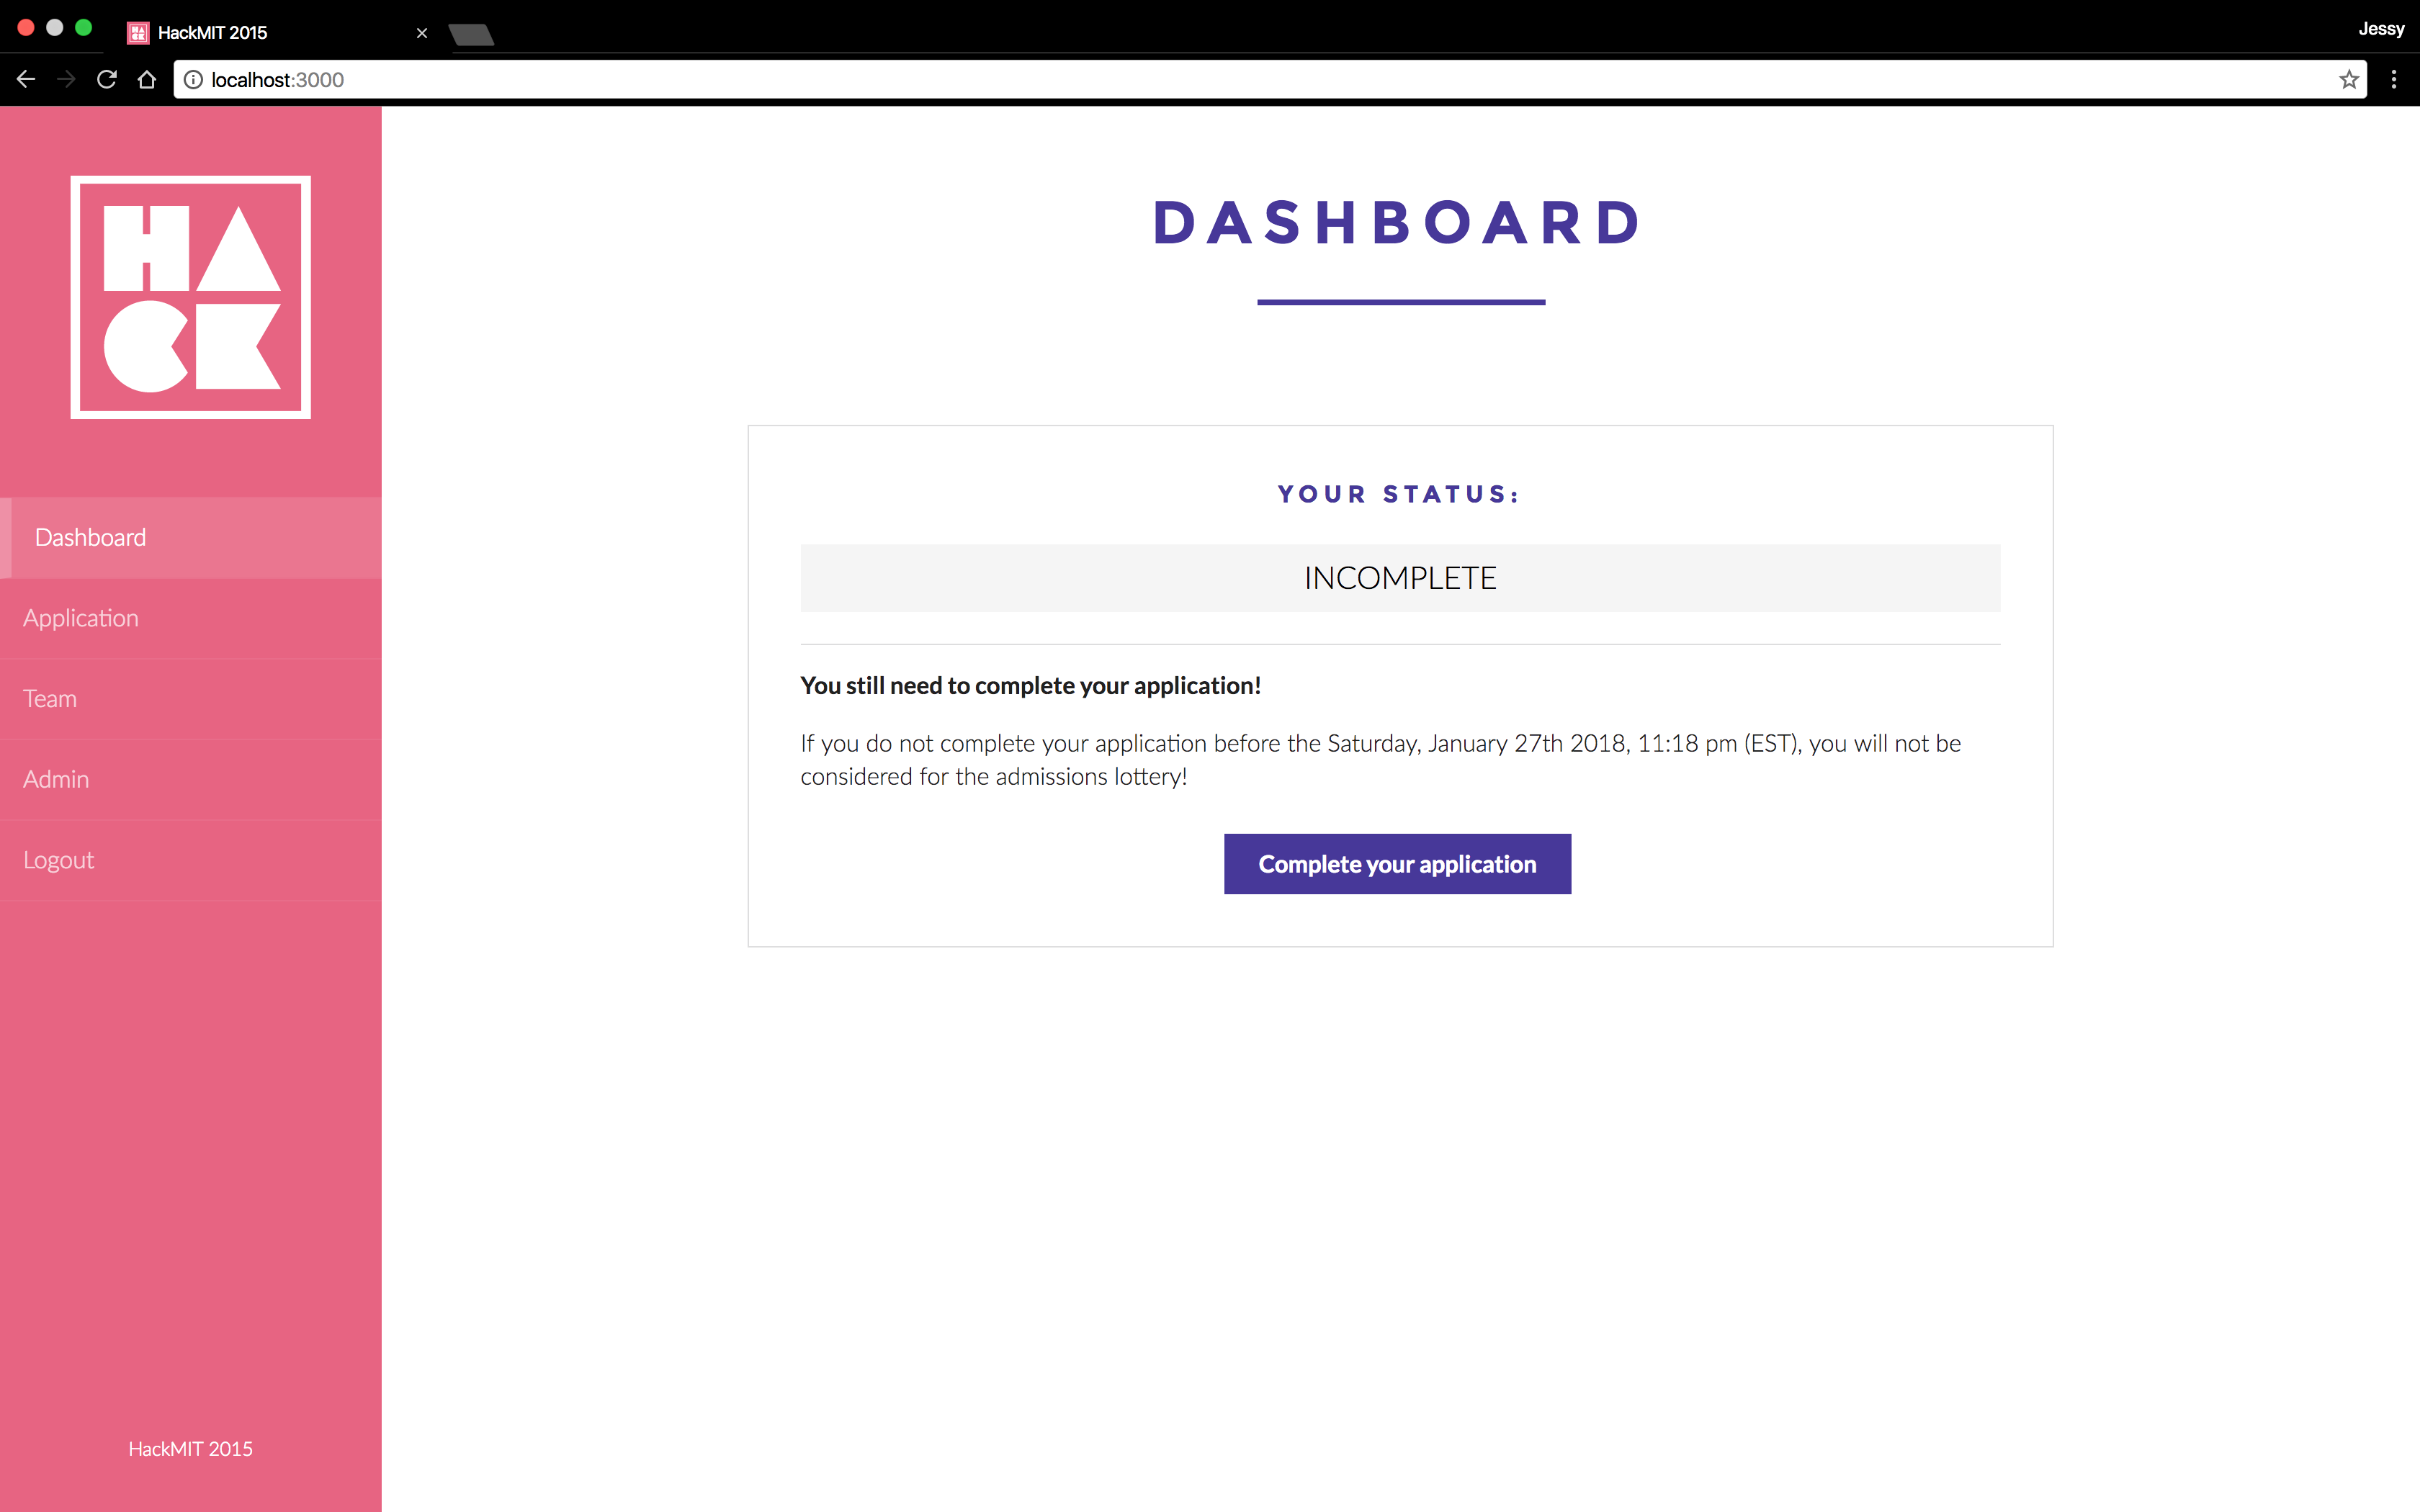 HackMIT 2015
Jessy
localhost:3000
HACK
Dashboard
Application
Team
Admin
Logout
HackMIT 2015
DASHBOARD
YOUR STATUS:
INCOMPLETE
You still need to complete your application!
If you do not complete your application before the Saturday, January 27th 2018, 11:18 pm (EST), you will not be
considered for the admissions lottery!
Complete your application